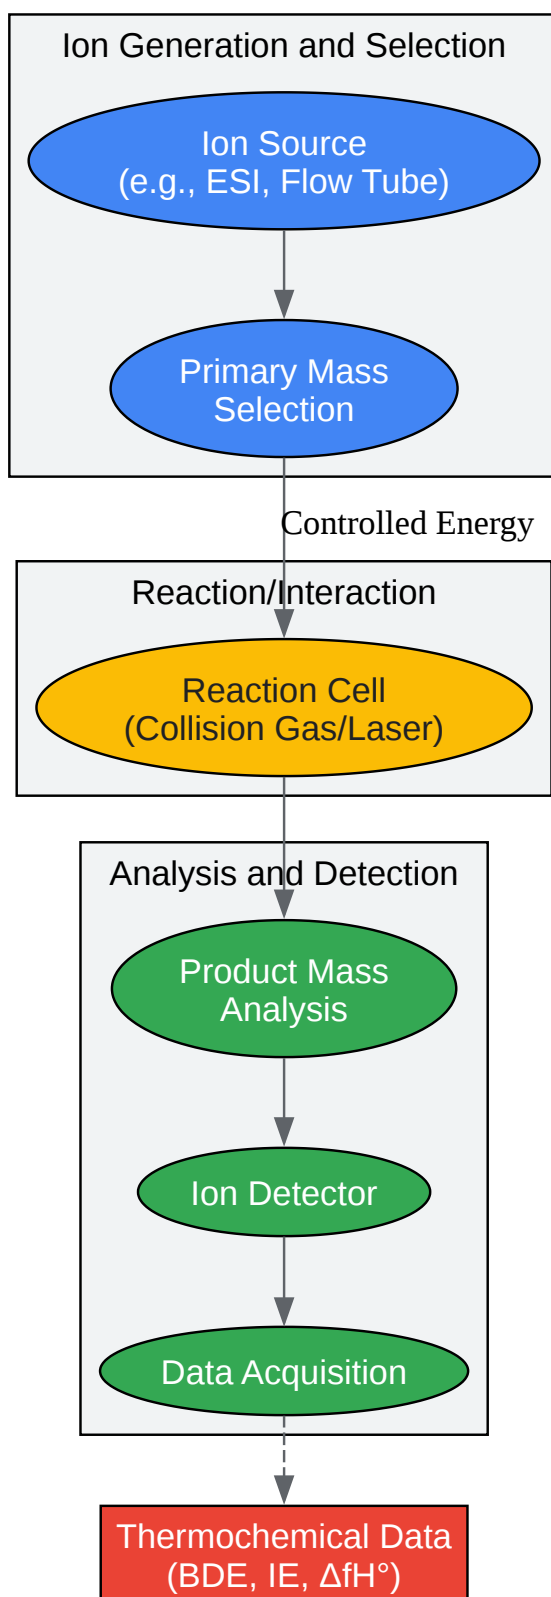 Ion Generation and Selection
Ion Source
(e.g., ESI, Flow Tube)
Primary Mass
Selection
Controlled Energy
Reaction/Interaction
Reaction Cell
(Collision Gas/Laser)
Analysis and Detection
Product Mass
Analysis
Ion Detector
Data Acquisition
Thermochemical Data
(BDE, IE, ΔfH°)